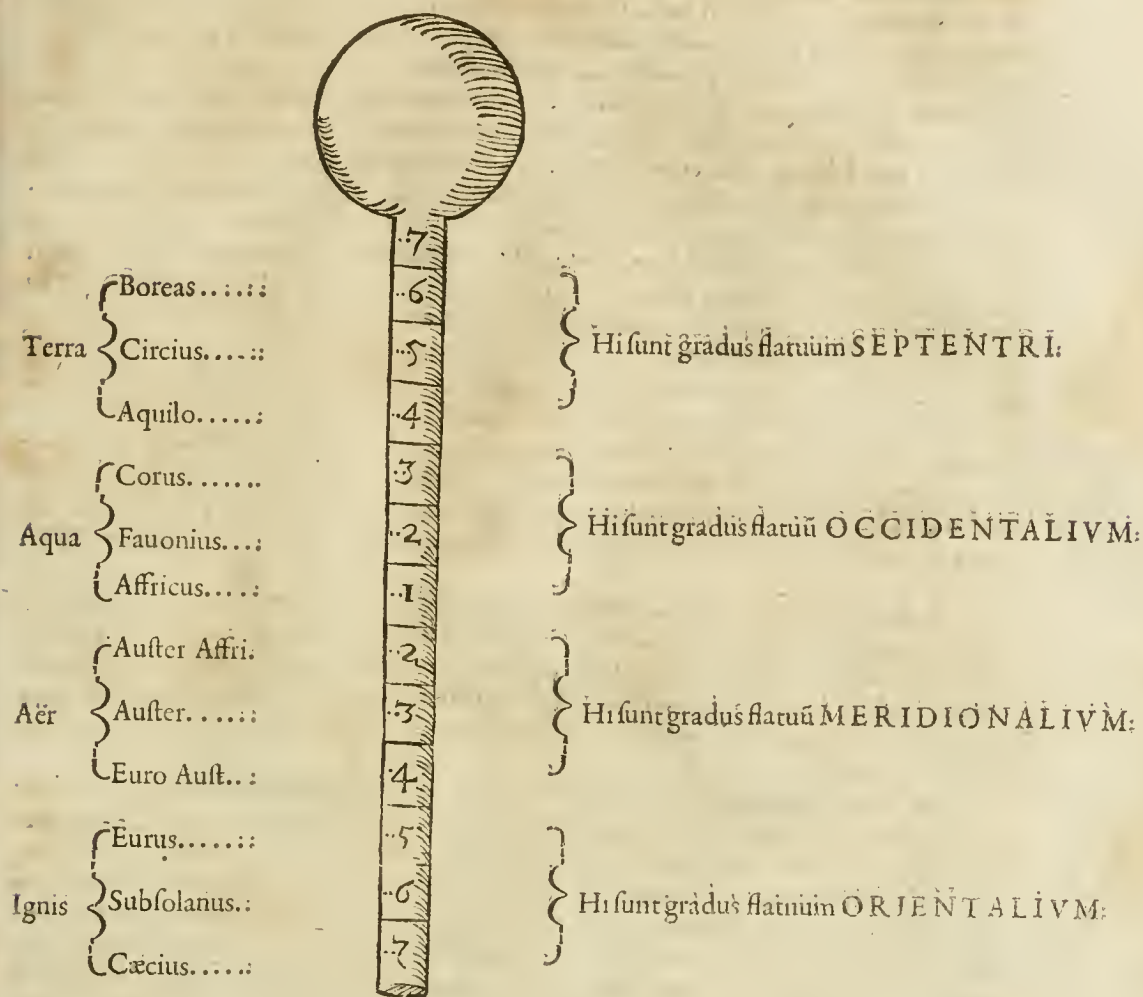 ..7
Boreas..:.::
..6
Terra
Circius....::
..5
Hi ſunt gradus flatuum SEPTENTRI:
Aquilo.....:
..4
Corus.......
..3
Aqua
Fauonius...:
..2
Hi ſunt gradus flatuū OCCIDENTALIVM:
Affricus....:
..1
Auſter Affri.
..2
Aër
Auſter....::
..3
Hi ſunt gradus flatuū MERIDIONALIVM:
Euro Auſt..:
..4
Eurus....:.:
..5
Ignis
Subſolanus.:
..6
Hi ſunt gradus flatuum ORIENTALIVM:
Cæcius.....:
..7